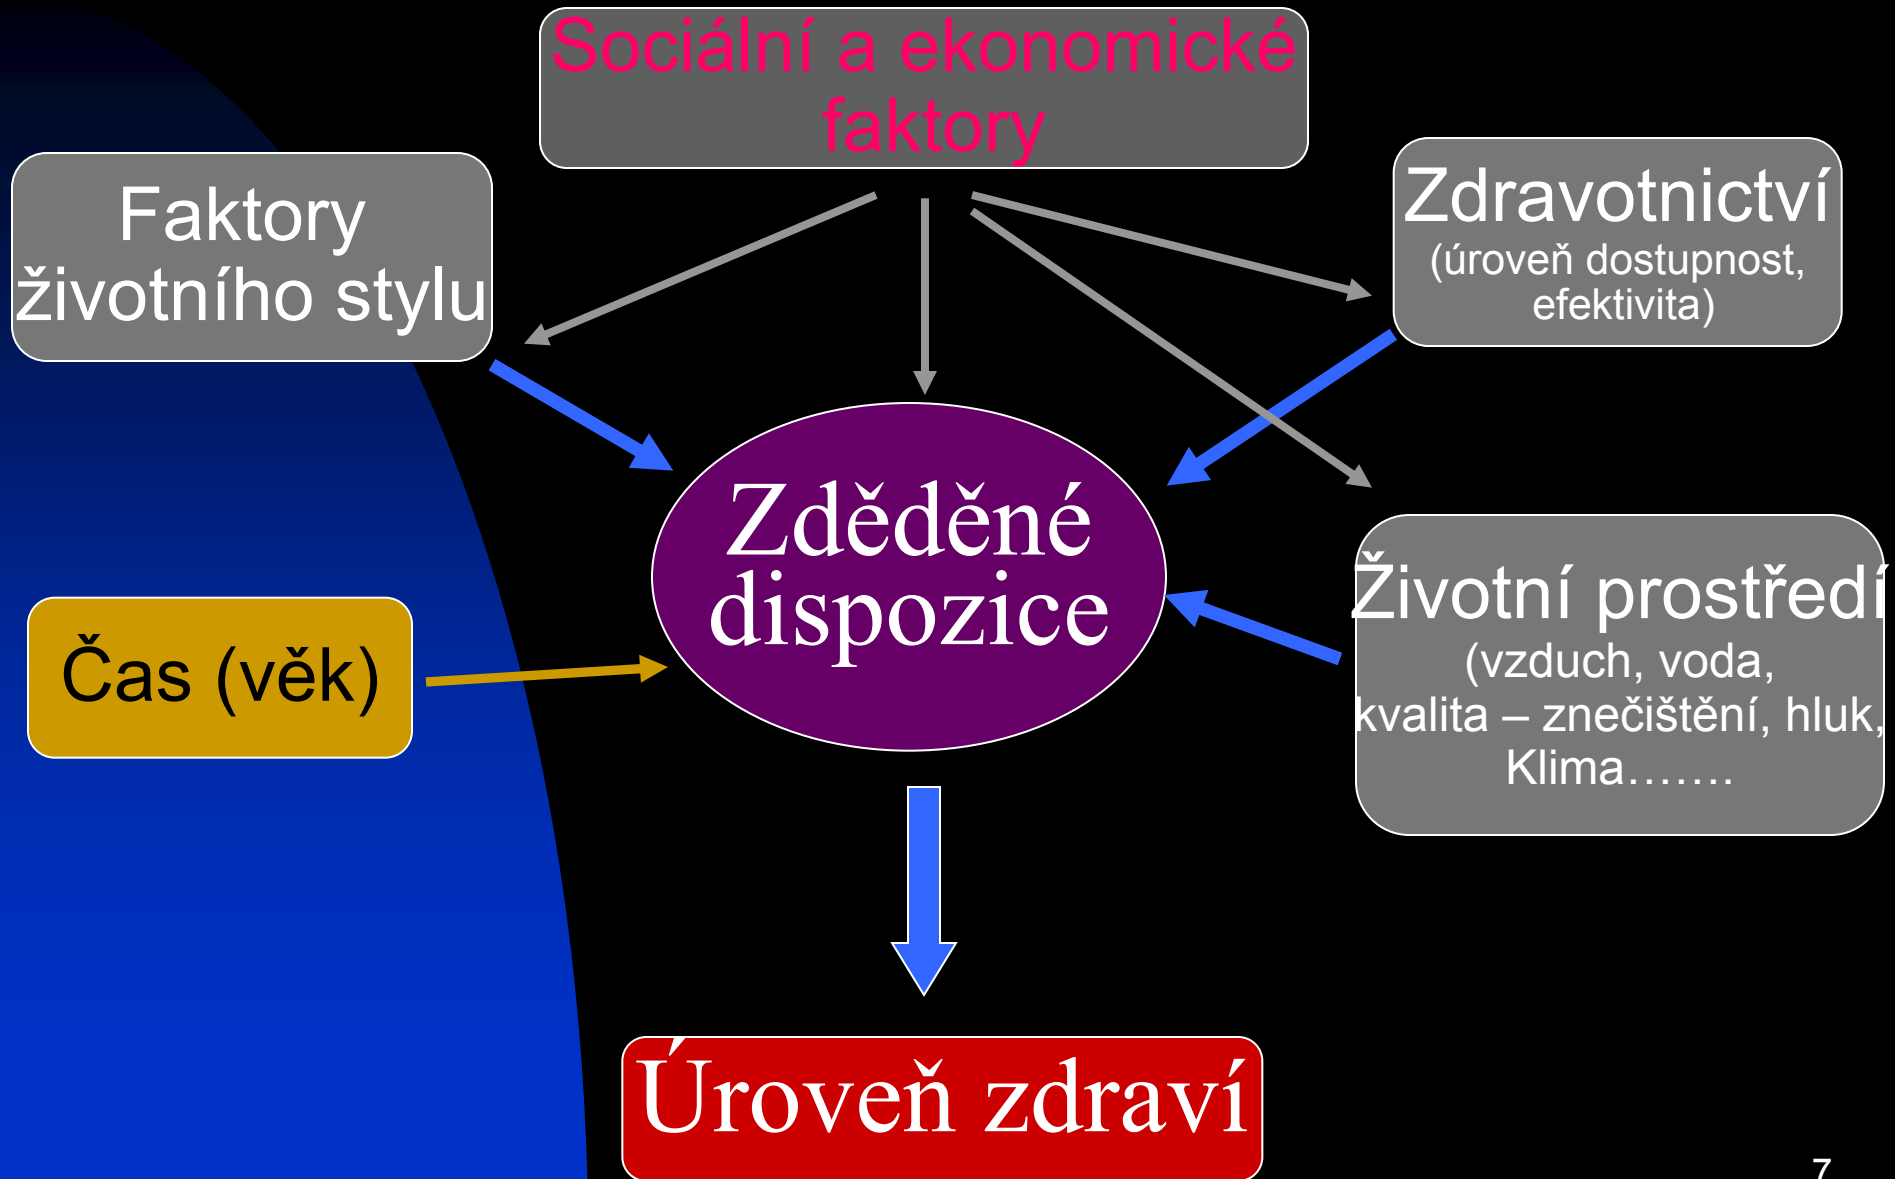 Sociální a ekonomické
faktory
Faktory
životního stylu
Zdravotnictví
(úroveň dostupnost,
efektivita)
Zděděné
dispozice
Čas (věk)
Životní prostředí
(vzduch, voda,
kvalita – znečištění, hluk,
Klima…….
Úroveň zdraví
7